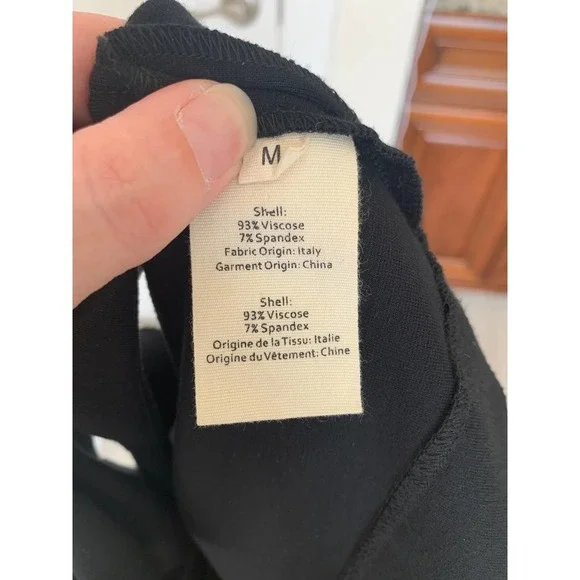 M
Shell:
93% Viscose
7% Spandex
Fabric Origin: Italy
Garment Origin: China
Shell:
93% Viscose
7% Spandex
Origine de la Tissu: Italie
Origine du Vêtement: Chine